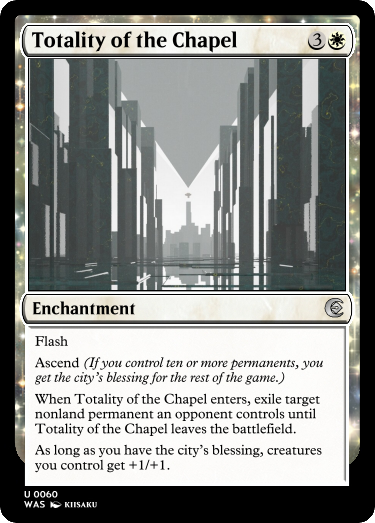 Totality of the Chapel 3
Enchantment
Flash
Ascend (If you control ten or more permanents, you
get the city's blessing for the rest of the game.)
When Totality of the Chapel enters, exile target
nonland permanent an opponent controls until
Totality of the Chapel leaves the battlefield.
As long as you have the city's blessing, creatures
you control get +1/+1.
U 0060
WAS KIISAKU